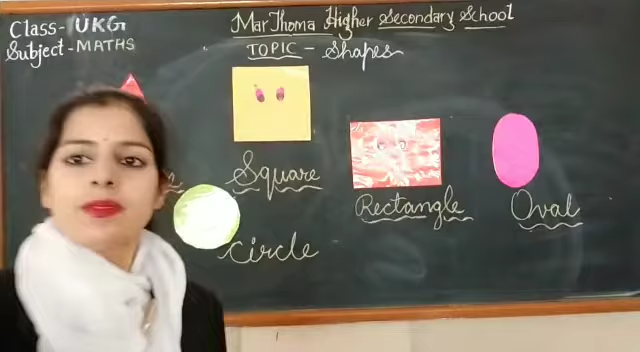 Class- UKG
Subject- MATHS
MarThoma Higher Secondary School
TOPIC - Shapes
Square
Rectangle
Oval
circle